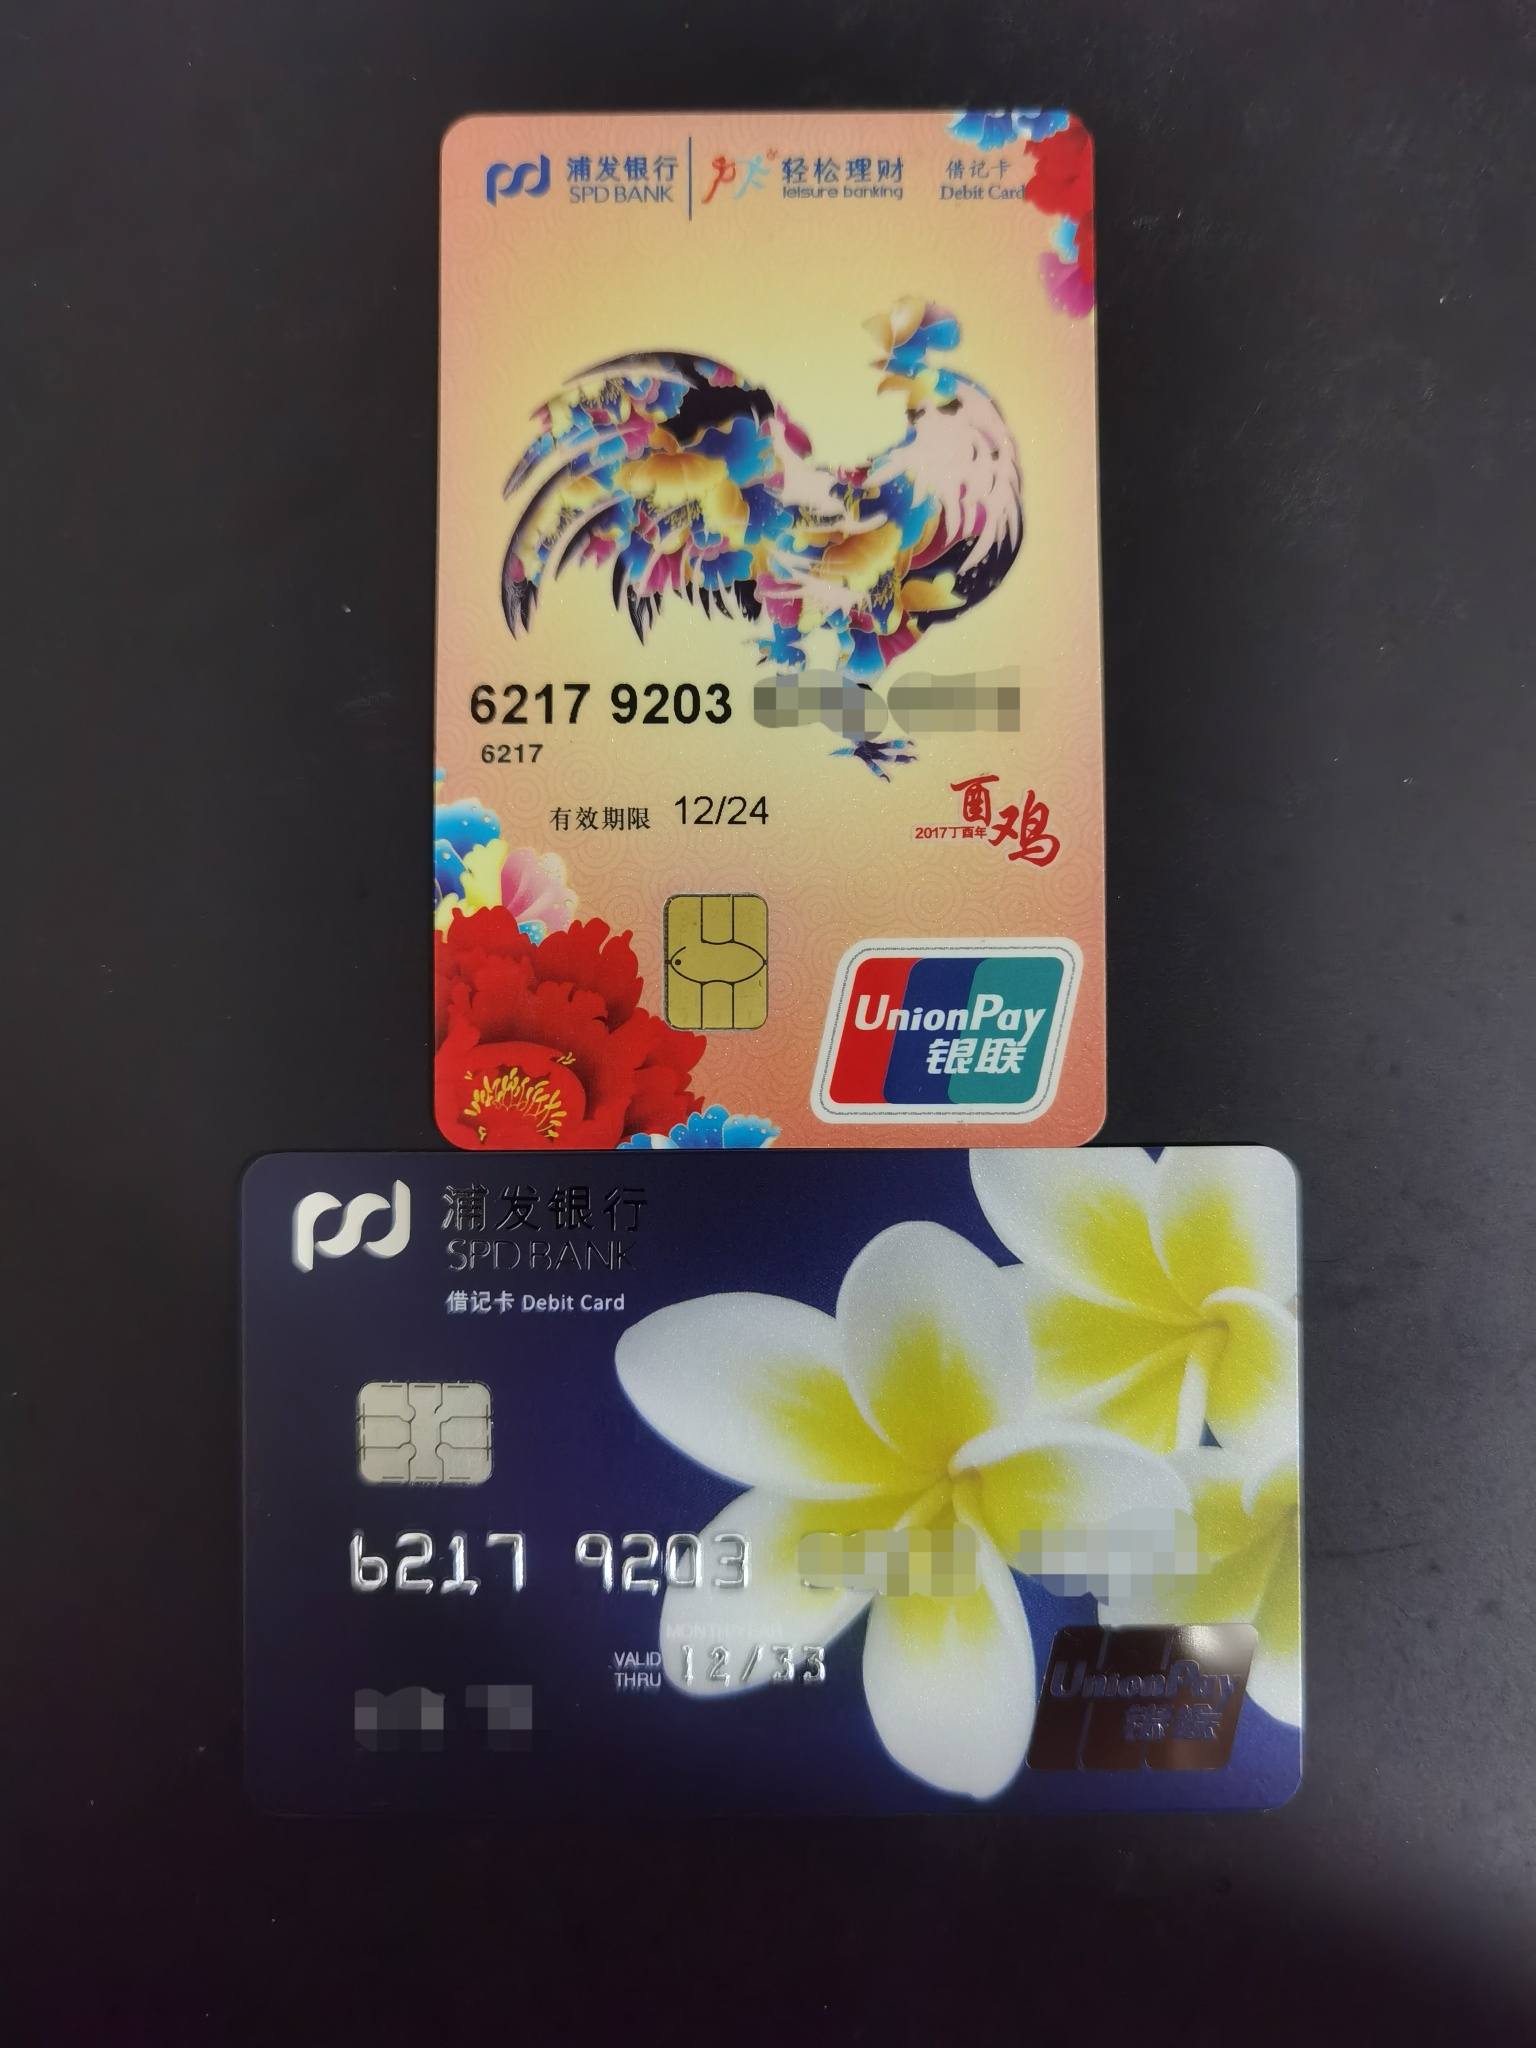 浦发银行 轻松理财 借记卡
SPD BANK leisure banking Debit Card
6217 9203
6217
有效期限 12/24
酉鸡
2017丁酉年
UnionPay
银联
浦发银行
SPD BANK
借记卡 Debit Card
6217 9203
MONTH/YEAR
VALID THRU 12/33
UnionPay
银联